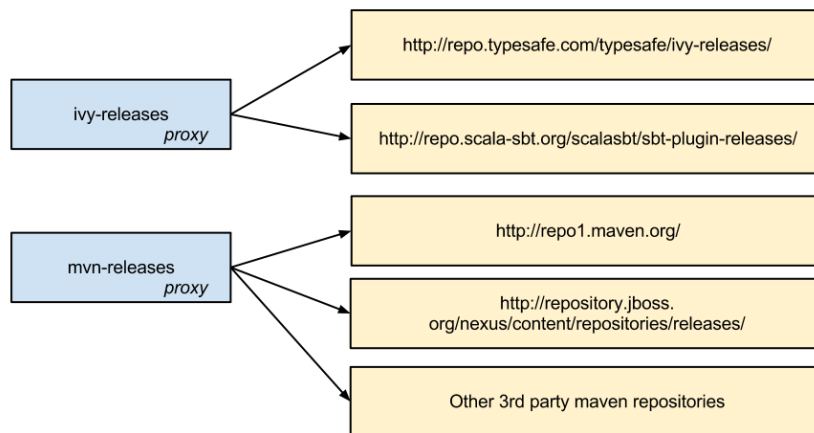 http://repo.typesafe.com/typesafe/ivy-releases/
ivy-releases
proxy
http://repo.scala-sbt.org/scalasbt/sbt-plugin-releases/
http://repo1.maven.org/
mvn-releases
proxy
http://repository.jboss.
org/nexus/content/repositories/releases/
Other 3rd party maven repositories